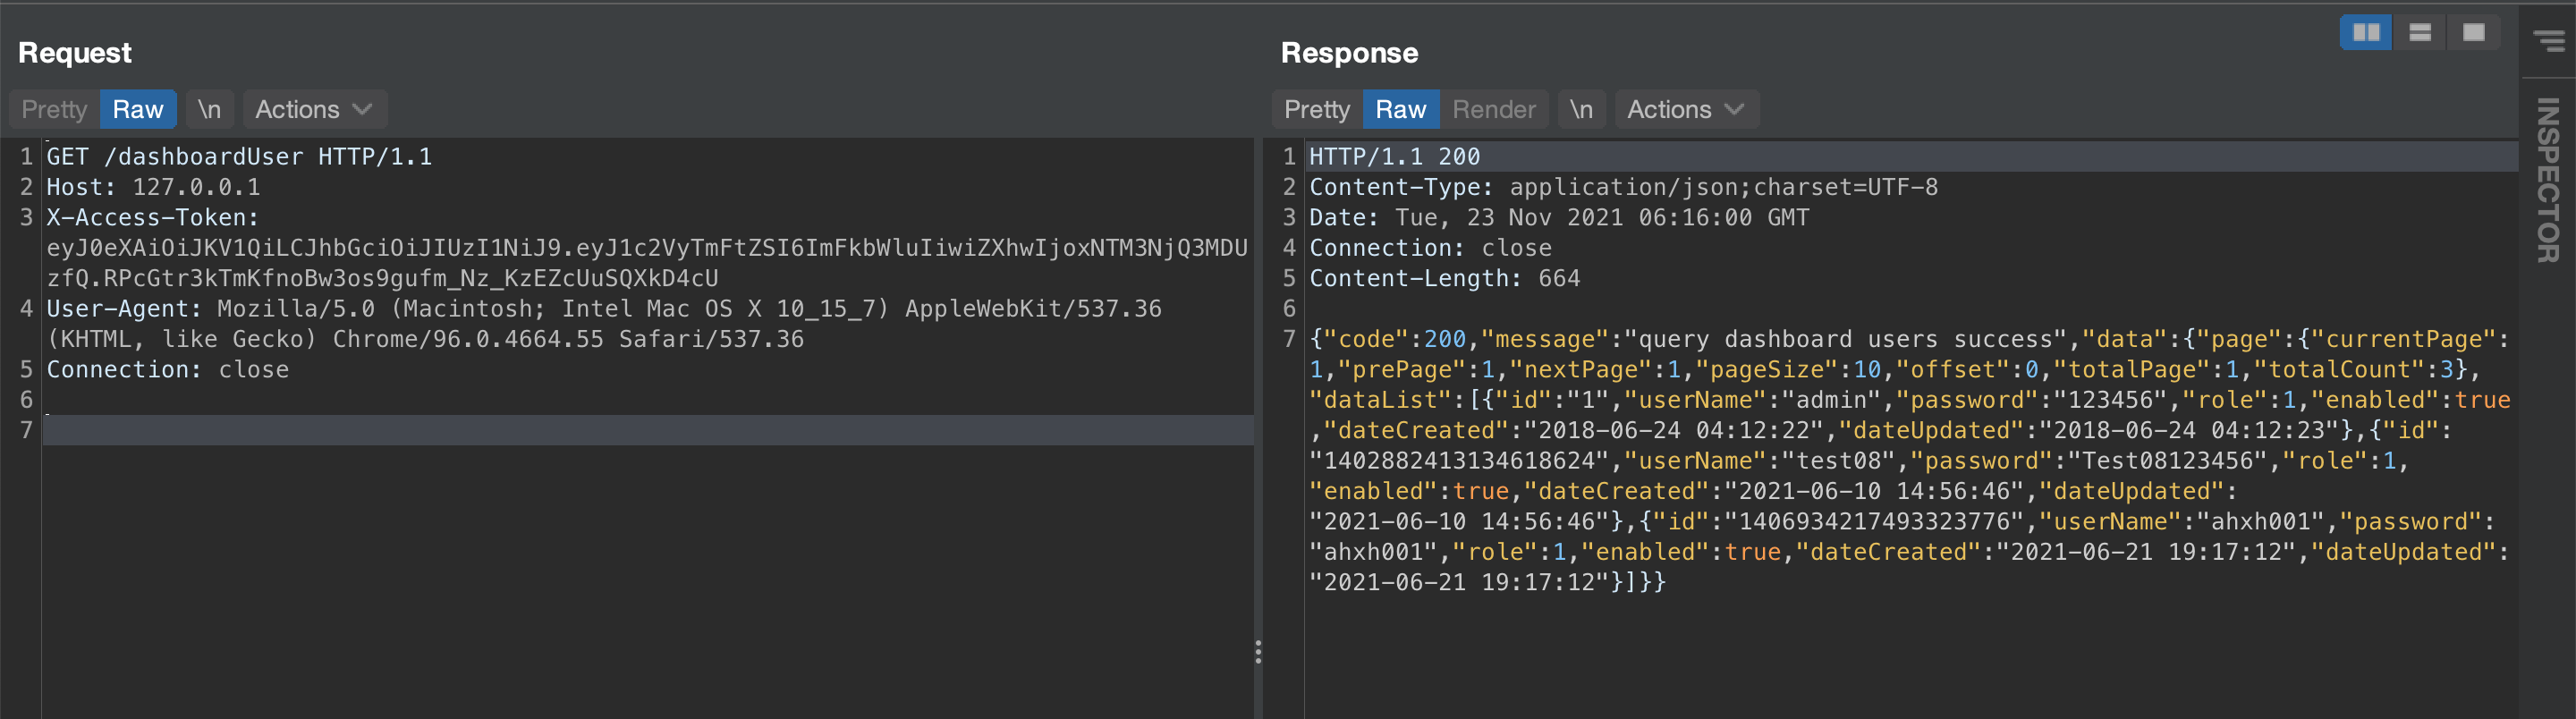 Request
Pretty Raw \n Actions
1 GET /dashboardUser HTTP/1.1
2 Host: 127.0.0.1
3 X-Access-Token:
eyJ0eXAiOiJKV1QiLCJhbGciOiJIUzI1NiJ9.eyJ1c2VyTmFtZSI6ImFkbWluIiwiZXhwIjoxNTM3NjQ3MDU
zfQ.RPcGtr3kTmKfnoBw3os9gufm_Nz_KzEZcUuSQXkD4cU
4 User-Agent: Mozilla/5.0 (Macintosh; Intel Mac OS X 10_15_7) AppleWebKit/537.36
(KHTML, like Gecko) Chrome/96.0.4664.55 Safari/537.36
5 Connection: close
6
7
Response
Pretty Raw Render \n Actions
1 HTTP/1.1 200
2 Content-Type: application/json;charset=UTF-8
3 Date: Tue, 23 Nov 2021 06:16:00 GMT
4 Connection: close
5 Content-Length: 664
6
7 {"code":200,"message":"query dashboard users success","data":{"page":{"currentPage":
1,"prePage":1,"nextPage":1,"pageSize":10,"offset":0,"totalPage":1,"totalCount":3},
"dataList":[{"id":"1","userName":"admin","password":"123456","role":1,"enabled":true
,"dateCreated":"2018-06-24 04:12:22","dateUpdated":"2018-06-24 04:12:23"},{"id":
"1402882413134618624","userName":"test08","password":"Test08123456","role":1,
"enabled":true,"dateCreated":"2021-06-10 14:56:46","dateUpdated":
"2021-06-10 14:56:46"},{"id":"1406934217493323776","userName":"ahxh001","password":
"ahxh001","role":1,"enabled":true,"dateCreated":"2021-06-21 19:17:12","dateUpdated":
"2021-06-21 19:17:12"}]}}
INSPECTOR